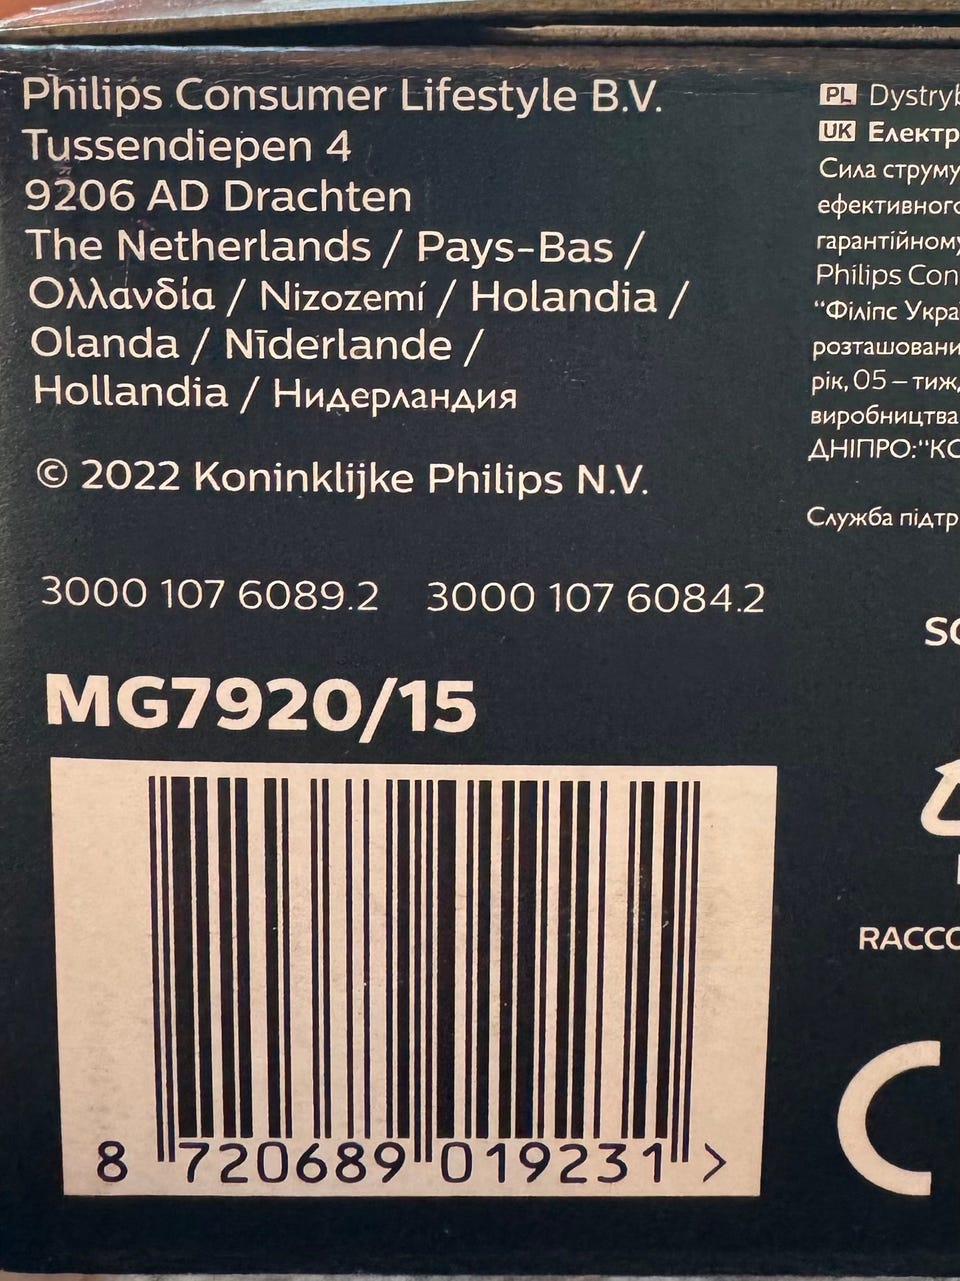 Philips Consumer Lifestyle B.V.
Tussendiepen 4
9206 AD Drachten
The Netherlands / Pays-Bas /
Ολλανδία / Nizozemí / Holandia /
Olanda / Nīderlande /
Hollandia / Нидерландия
© 2022 Koninklijke Philips N.V.
3000 107 6089.2 3000 107 6084.2
MG7920/15
8 720689 019231 >
PL
UK
Сила струму
гарантійному
Philips
“Філіпс
рік, 05 – тиж.
виробництва
ДНІПРО:“
Служба